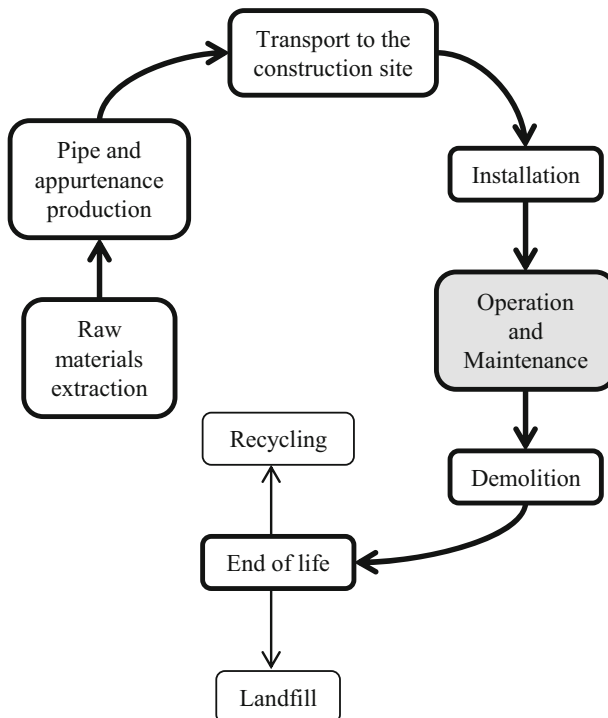 Transport to the
construction site
Pipe and
appurtenance
production
Installation
Raw
materials
extraction
Operation
and
Maintenance
Recycling
Demolition
End of life
Landfill